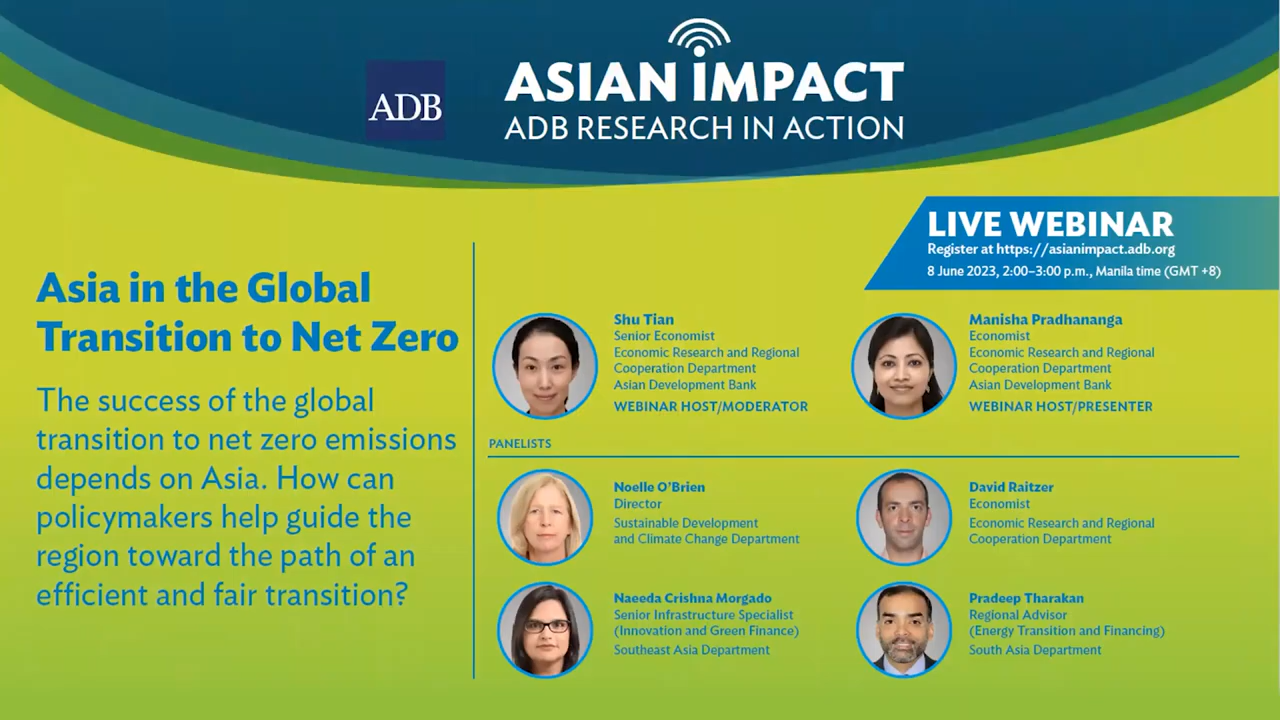 ADB
ASIAN IMPACT
ADB RESEARCH IN ACTION
LIVE WEBINAR
Register at https://asianimpact.adb.org
8 June 2023, 2:00–3:00 p.m., Manila time (GMT +8)
Asia in the Global
Transition to Net Zero
The success of the global
transition to net zero emissions
depends on Asia. How can
policymakers help guide the
region toward the path of an
efficient and fair transition?
Shu Tian
Senior Economist
Economic Research and Regional
Cooperation Department
Asian Development Bank
WEBINAR HOST/MODERATOR
Manisha Pradhananga
Economist
Economic Research and Regional
Cooperation Department
Asian Development Bank
WEBINAR HOST/PRESENTER
PANELISTS
Noelle O’Brien
Director
Sustainable Development
and Climate Change Department
David Raitzer
Economist
Economic Research and Regional
Cooperation Department
Naeeda Crishna Morgado
Senior Infrastructure Specialist
(Innovation and Green Finance)
Southeast Asia Department
Pradeep Tharakan
Regional Advisor
(Energy Transition and Financing)
South Asia Department